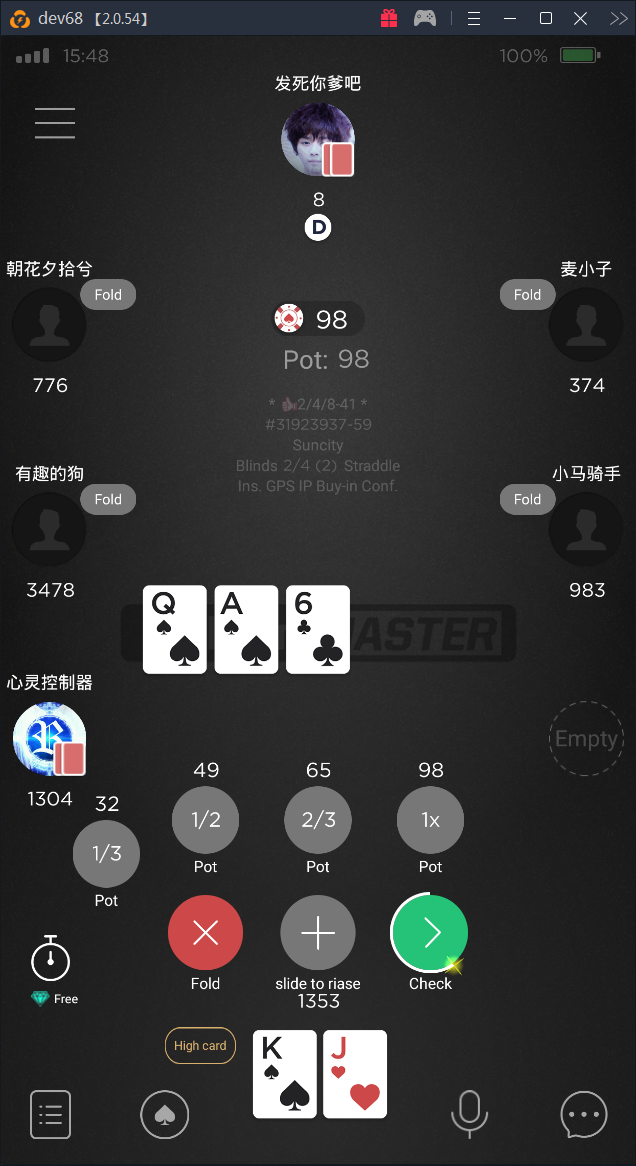 dev68 【2.0.54】
15:48
100%
发死你爹吧
8
D
朝花夕拾兮
Fold
776
麦小子
Fold
374
98
Pot: 98
* 2/4/8-41 *
#31923937-59
Suncity
Blinds 2/4 (2) Straddle
Ins. GPS IP Buy-in Conf.
有趣的狗
Fold
3478
小马骑手
Fold
983
Q A 6
ASTER
心灵控制器
R
1304
Empty
32
1/3
Pot
49
1/2
Pot
65
2/3
Pot
98
1x
Pot
Free
Fold
slide to riase
1353
Check
High card
K J